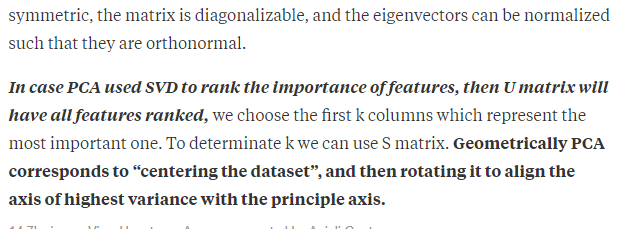 symmetric, the matrix is diagonalizable, and the eigenvectors can be normalized
such that they are orthonormal.
In case PCA used SVD to rank the importance of features, then U matrix will
have all features ranked, we choose the first k columns which represent the
most important one. To determinate k we can use S matrix. Geometrically PCA
corresponds to “centering the dataset”, and then rotating it to align the
axis of highest variance with the principle axis.